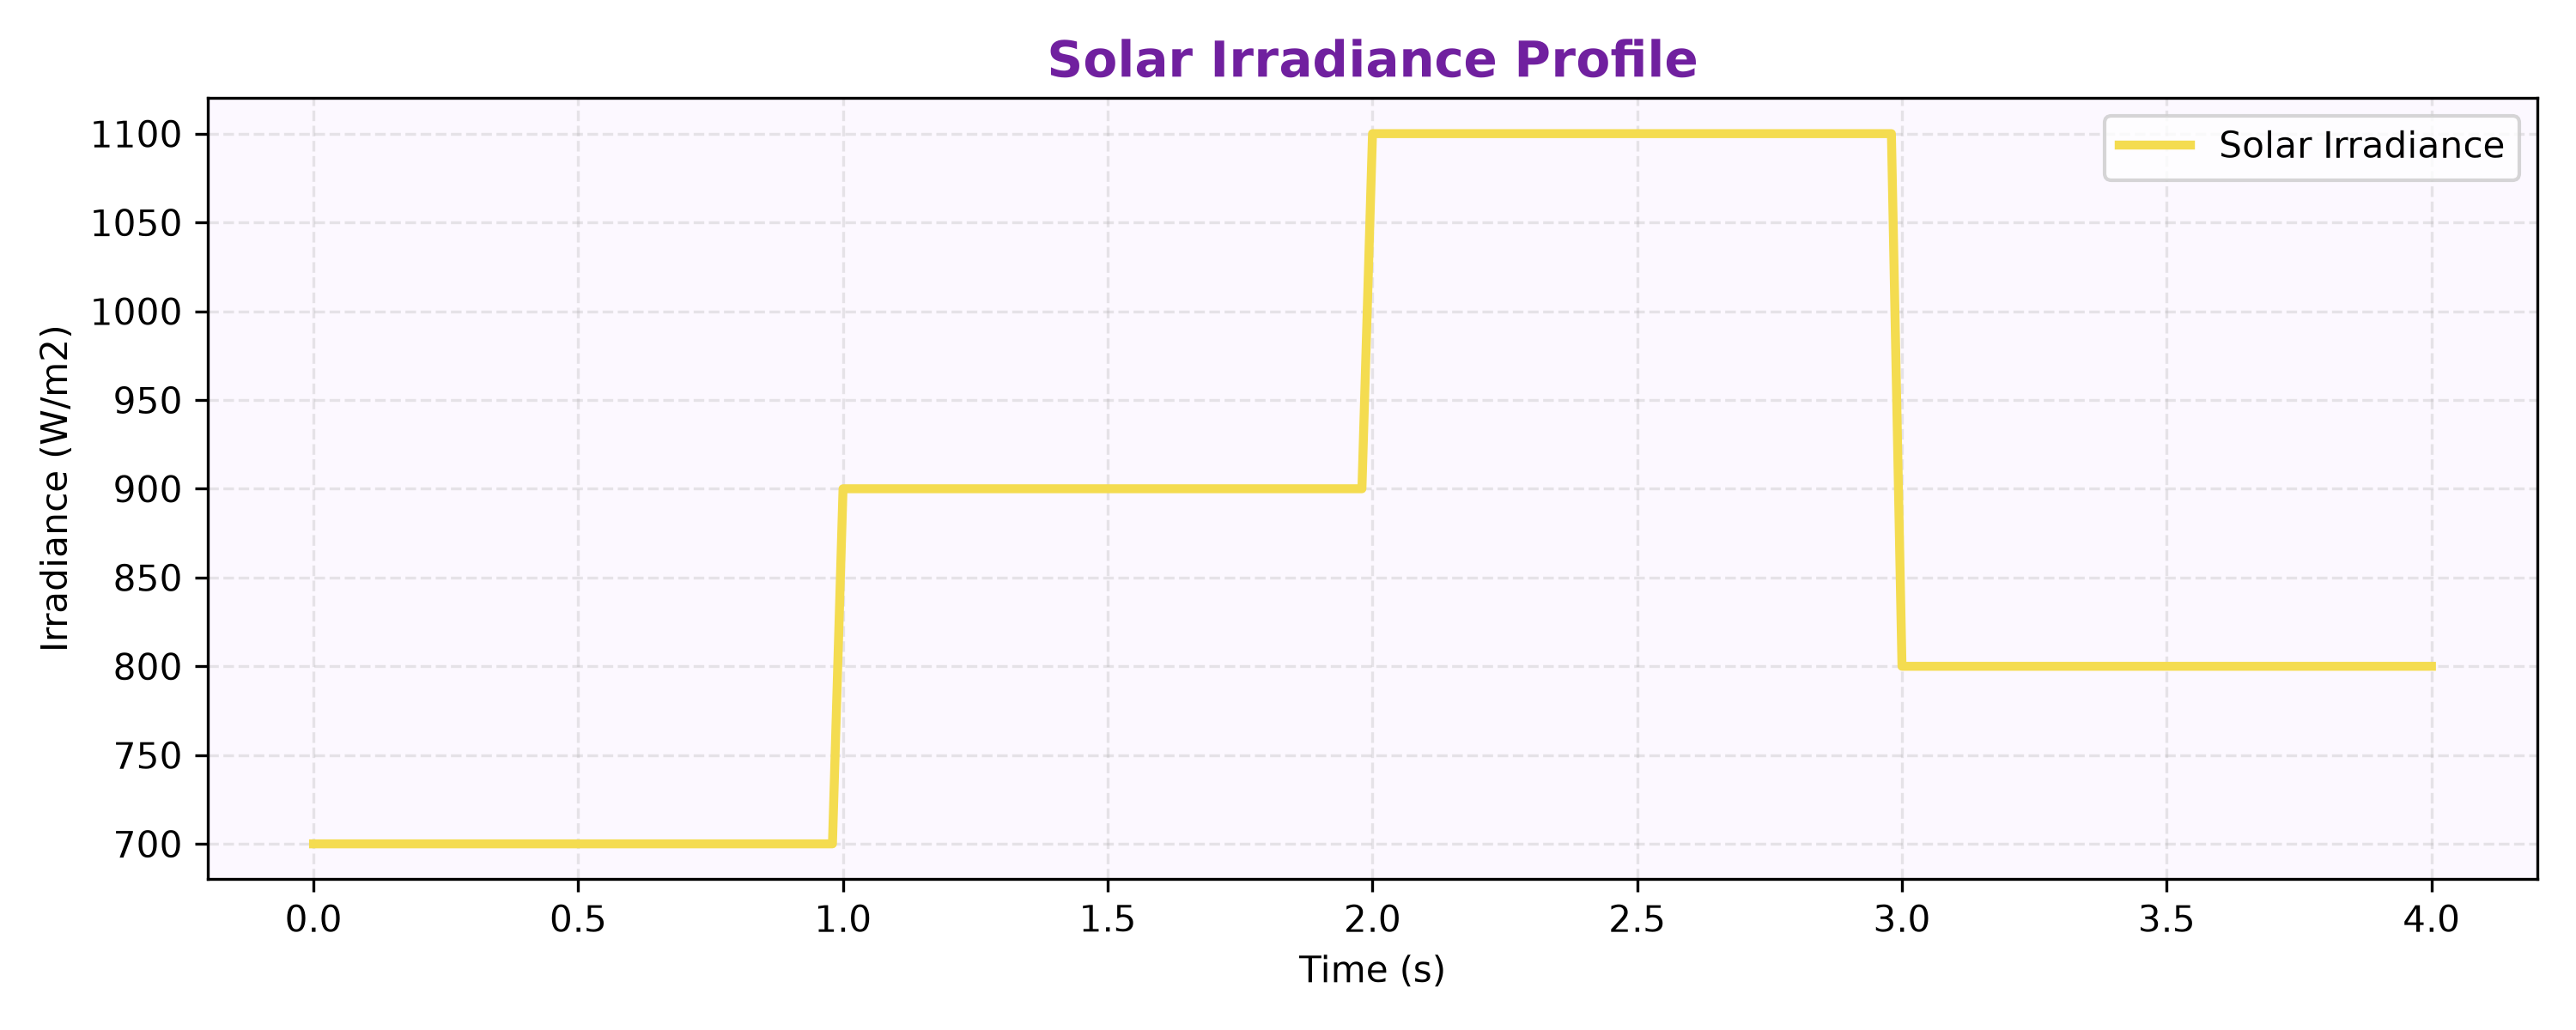 Solar Irradiance Profile
Solar Irradiance
Irradiance (W/m2)
1100
1050
1000
950
900
850
800
750
700
0.0 0.5 1.0 1.5 2.0 2.5 3.0 3.5 4.0
Time (s)